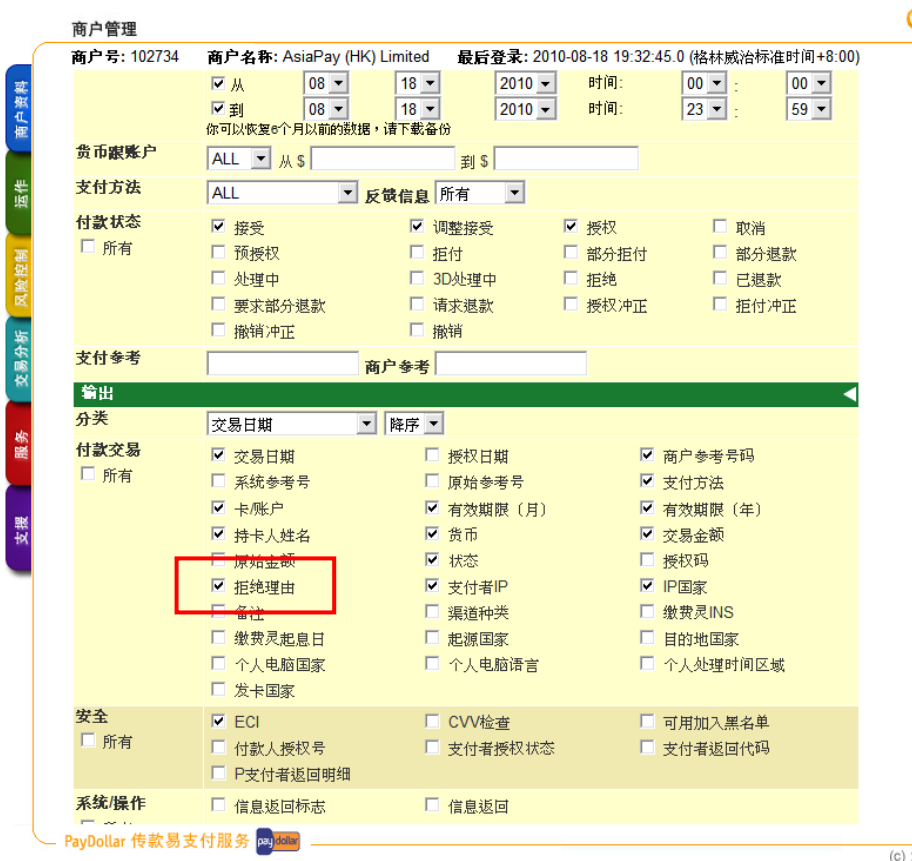 商户管理
商户号: 102734 商户名称: AsiaPay (HK) Limited 最后登录: 2010-08-18 19:32:45.0 (格林威治标准时间+8:00)
从 08 18 2010 时间: 00 : 00
到 08 18 2010 时间: 23 : 59
你可以恢复6个月以前的数据，请下载备份
货币跟账户 ALL 从 $ 到 $
支付方法 ALL 反馈信息 所有
付款状态 接受 调整接受 授权 取消
所有 预授权 拒付 部分拒付 部分退款
处理中 3D处理中 拒绝 已退款
要求部分退款 请求退款 授权冲正 拒付冲正
撤销冲正 撤销
支付参考 商户参考
输出
分类 交易日期 降序
付款交易 交易日期 授权日期 商户参考号码
所有 系统参考号 原始参考号 支付方法
卡/账户 有效期限（月） 有效期限（年）
持卡人姓名 货币 交易金额
原始金额 状态 授权码
拒绝理由 支付者IP IP国家
备注 渠道种类 缴费灵INS
缴费灵起息日 起源国家 目的地国家
个人电脑国家 个人电脑语言 个人处理时间区域
发卡国家
安全 ECI CVV检查 可用加入黑名单
所有 付款人授权号 支付者授权状态 支付者返回代码
P支付者返回明细
系统/操作 信息返回标志 信息返回
商户资料
运作
风险控制
交易分析
服务
支援
PayDollar 传款易支付服务 paydollar
(c)